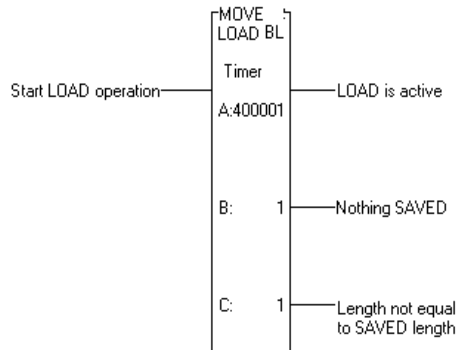 MOVE
LOAD BL
Timer
Start LOAD operation
LOAD is active
A:400001
B: 1
Nothing SAVED
C: 1
Length not equal
to SAVED length